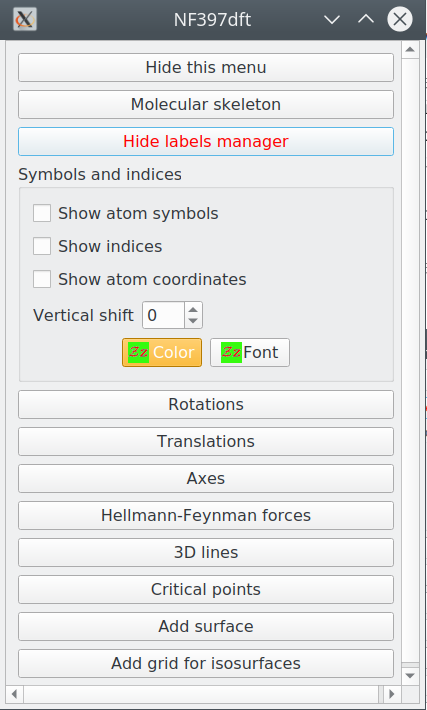 NF397dft
Hide this menu
Molecular skeleton
Hide labels manager
Symbols and indices
Show atom symbols
Show indices
Show atom coordinates
Vertical shift 0
Zz Color Zz Font
Rotations
Translations
Axes
Hellmann-Feynman forces
3D lines
Critical points
Add surface
Add grid for isosurfaces